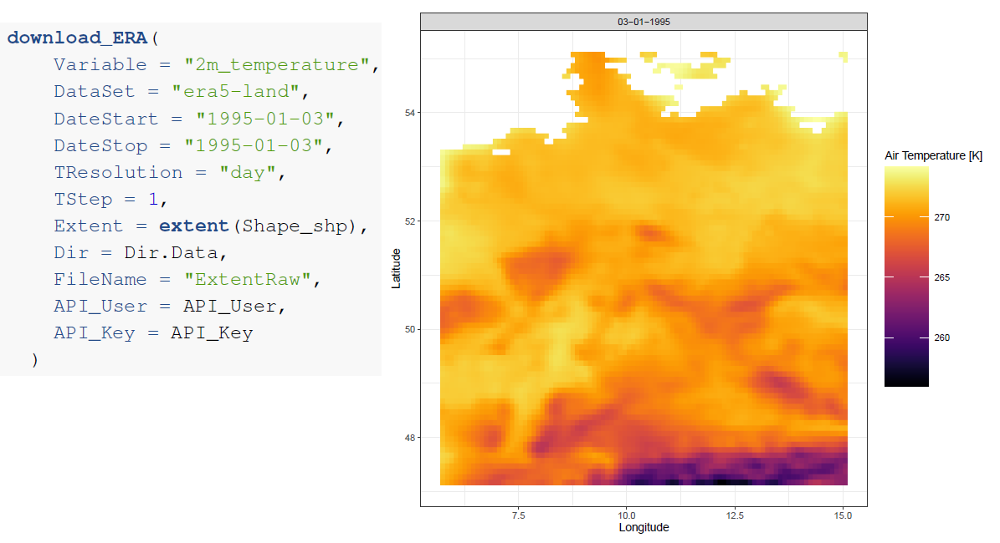 download_ERA(
    Variable = "2m_temperature",
    DataSet = "era5-land",
    DateStart = "1995-01-03",
    DateStop = "1995-01-03",
    TResolution = "day",
    TStep = 1,
    Extent = extent(Shape_shp),
    Dir = Dir.Data,
    FileName = "ExtentRaw",
    API_User = API_User,
    API_Key = API_Key
  )
03−01−1995
54
52
50
48
Latitude
7.5
10.0
12.5
15.0
Longitude
Air Temperature [K]
270
265
260